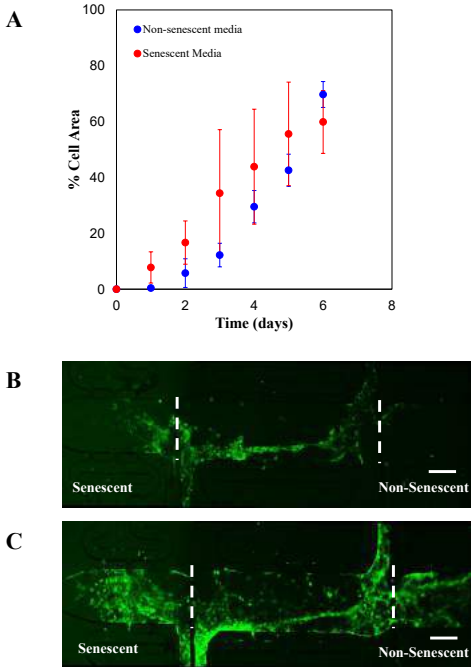 A
Non-senescent media
Senescent Media
100
80
60
40
20
0
0 2 4 6 8
% Cell Area
Time (days)
B
Senescent Non-Senescent
C
Senescent Non-Senescent